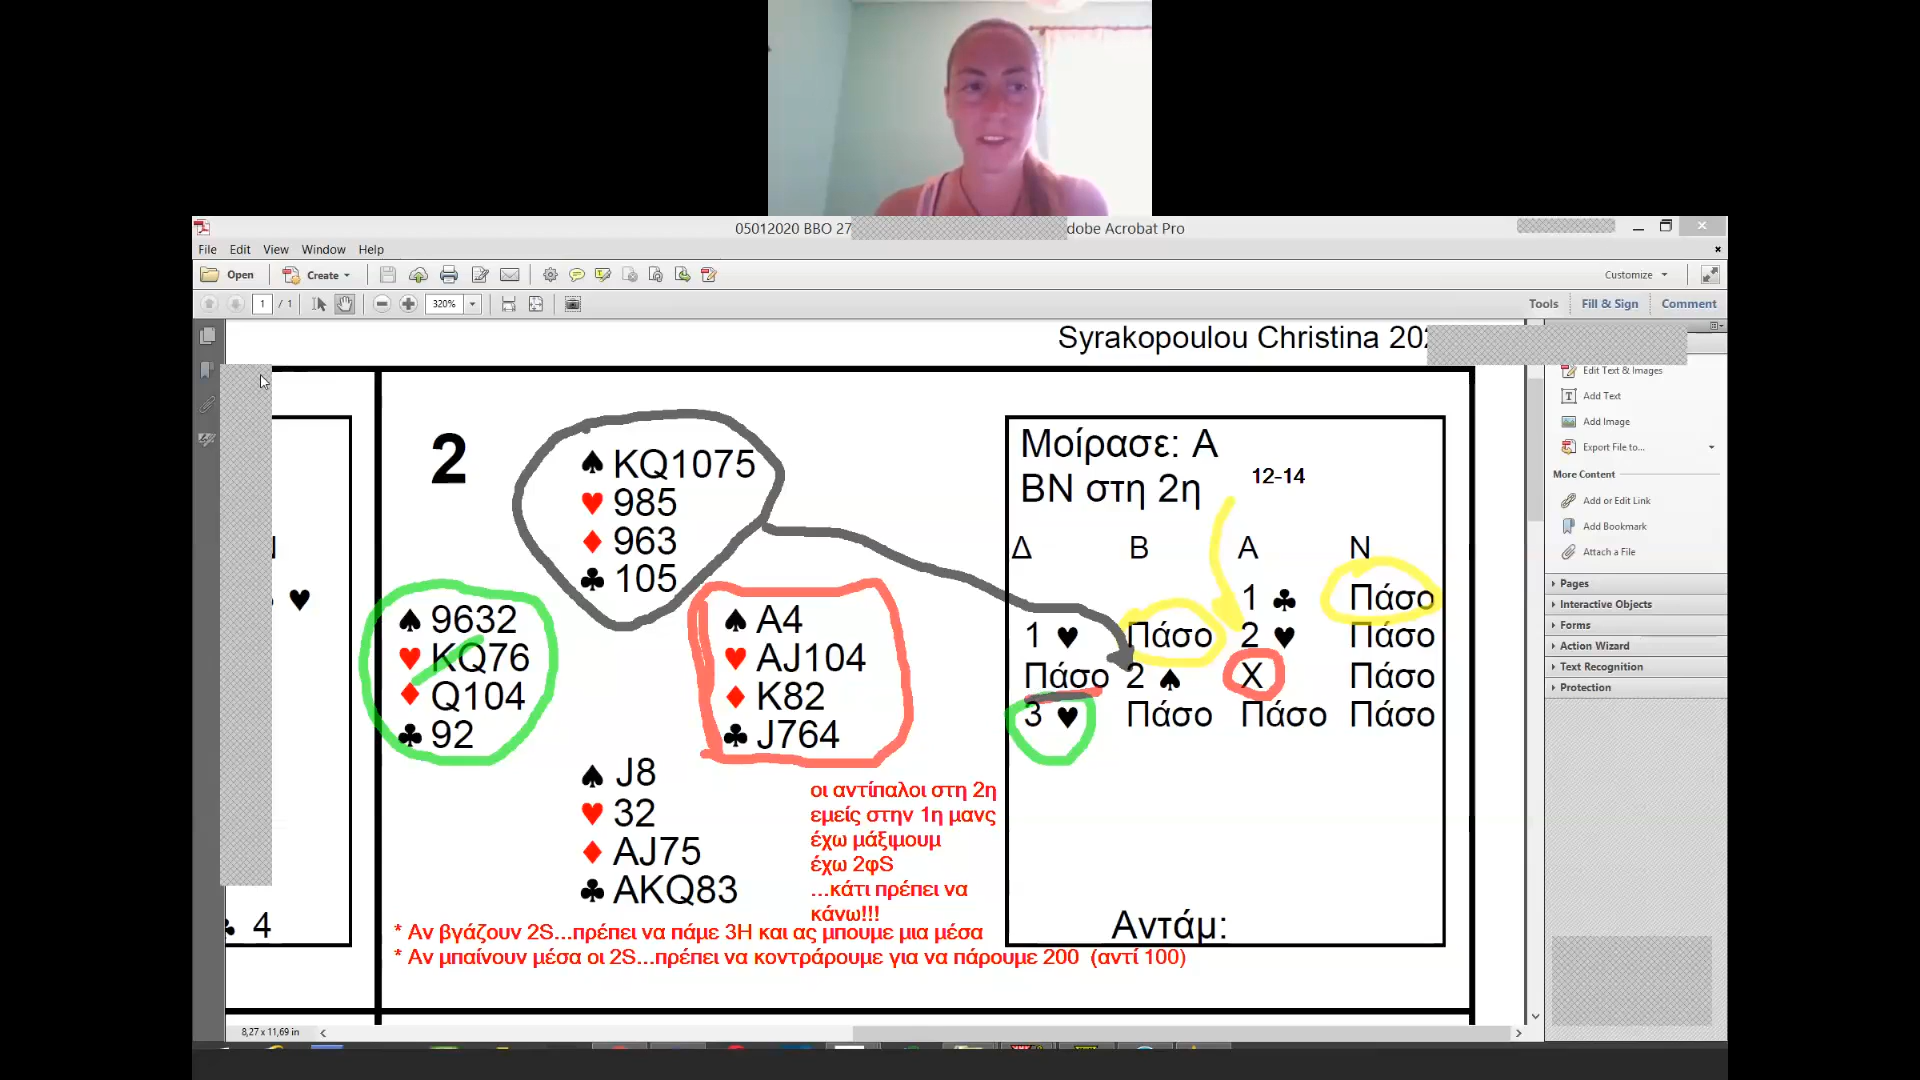 05012020 BBO 27
dobe Acrobat Pro
File Edit View Window Help
Open Create Customize
1 / 1 320% Tools Fill & Sign Comment
Syrakopoulou Christina 202
Edit Text & Images
Add Text
Add Image
Export File to...
More Content
Add or Edit Link
Add Bookmark
Attach a File
Pages
Interactive Objects
Forms
Action Wizard
Text Recognition
Protection
♥
♣ 4
2
♠ KQ1075
♥ 985
♦ 963
♣ 105
♠ 9632
♥ KQ76
♦ Q104
♣ 92
♠ A4
♥ AJ104
♦ K82
♣ J764
♠ J8
♥ 32
♦ AJ75
♣ AKQ83
Μοίρασε: Α
ΒΝ στη 2η
12-14
Δ Β Α Ν
1 ♣ Πάσο
1 ♥ Πάσο 2 ♥ Πάσο
Πάσο 2 ♠ X Πάσο
3 ♥ Πάσο Πάσο Πάσο
Αντάμ:
οι αντίπαλοι στη 2η
εμείς στην 1η μανς
έχω μάξιμουμ
έχω 2φS
...κάτι πρέπει να
κάνω!!!
* Αν βγάζουν 2S...πρέπει να πάμε 3H και ας μπουμε μια μέσα
* Αν μπαίνουν μέσα οι 2S...πρέπει να κοντράρουμε για να πάρουμε 200 (αντί 100)
8,27 x 11,69 in